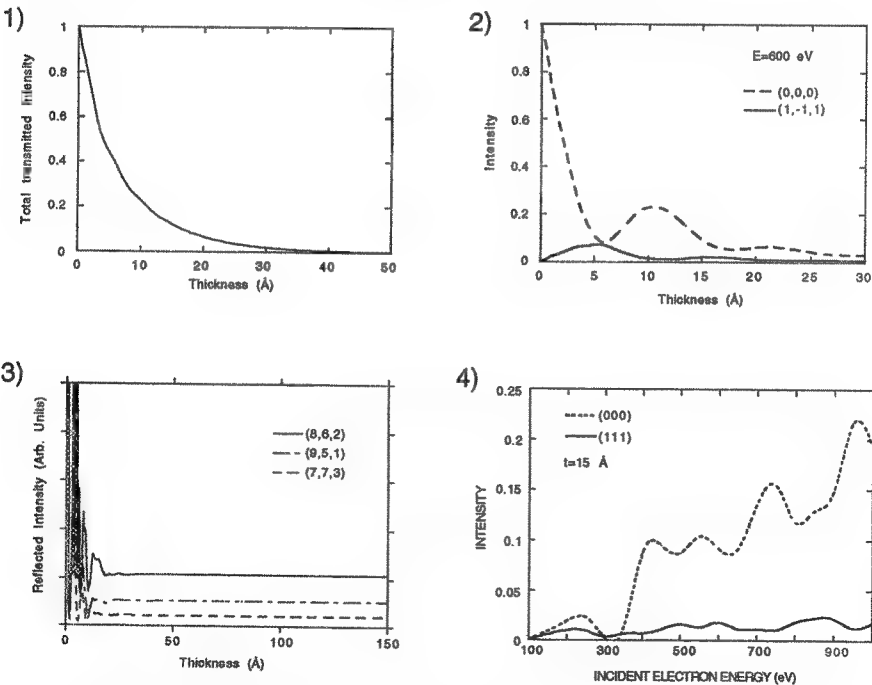 1)
Total transmitted Intensity
1
0.8
0.6
0.4
0.2
0
0 10 20 30 40 50
Thickness (Å)
2)
Intensity
1
0.8
0.6
0.4
0.2
0
E=600 eV
(0,0,0)
(1,-1,1)
0 5 10 15 20 25 30
Thickness (Å)
3)
Reflected Intensity (Arb. Units)
(8,6,2)
(9,5,1)
(7,7,3)
0 50 100 150
Thickness (Å)
4)
INTENSITY
0.25
0.2
0.15
0.1
0.05
0
(000)
(111)
t=15 Å
100 300 500 700 900
INCIDENT ELECTRON ENERGY (eV)